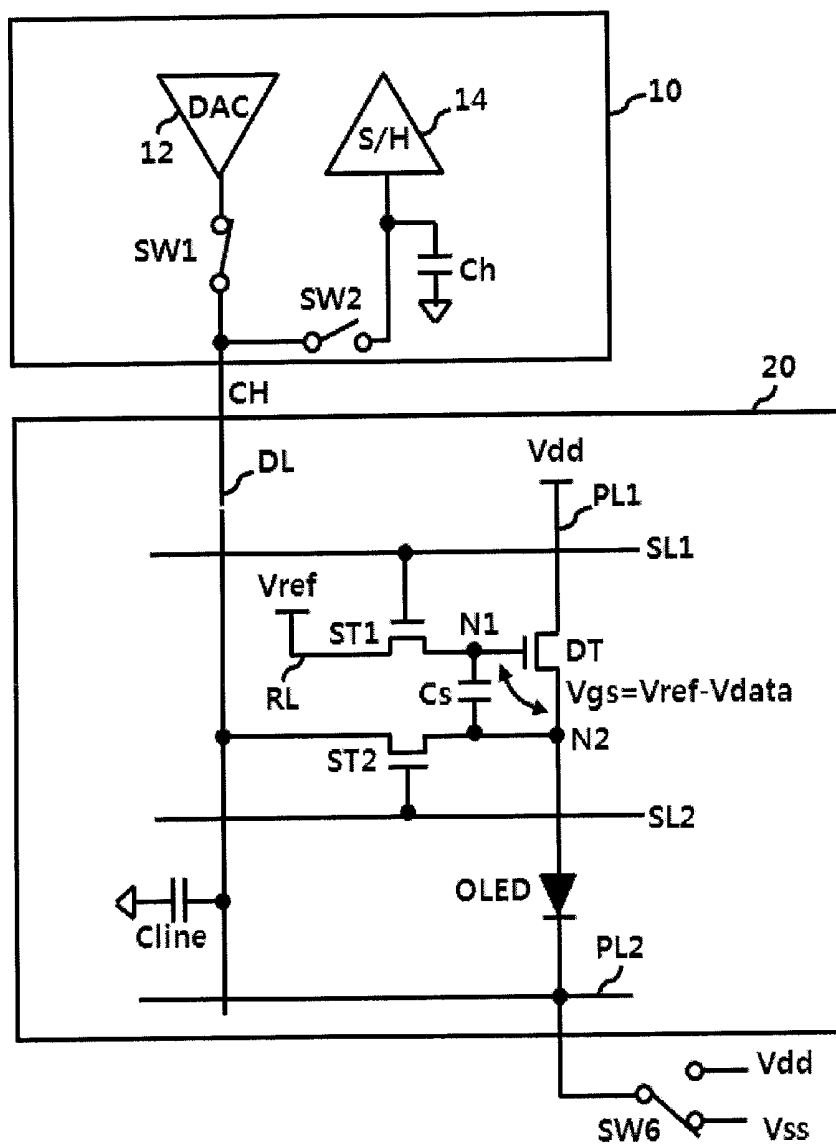 DAC
12
S/H
14
10
SW1
SW2
Ch
CH
20
DL
Vdd
PL1
SL1
Vref
ST1
N1
DT
RL
Cs
Vgs=Vref-Vdata
ST2
N2
SL2
OLED
Cline
PL2
Vdd
SW6
Vss